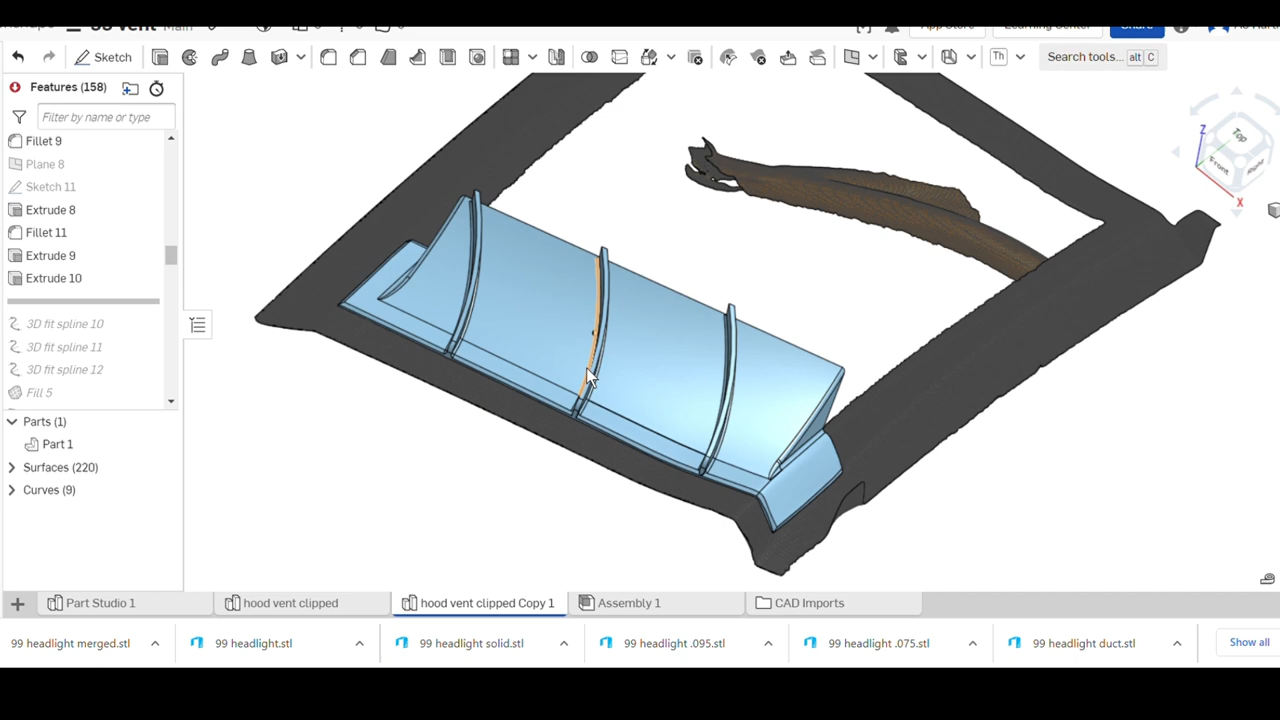 Main
App Store
Learning Center
Share
Sketch
Th
Search tools...
alt C
Features (158)
Filter by name or type
Fillet 9
Plane 8
Sketch 11
Extrude 8
Fillet 11
Extrude 9
Extrude 10
3D fit spline 10
3D fit spline 11
3D fit spline 12
Fill 5
Parts (1)
Part 1
Surfaces (220)
Curves (9)
Z
Top
Front
X
Part Studio 1
hood vent clipped
hood vent clipped Copy 1
Assembly 1
CAD Imports
99 headlight merged.stl
99 headlight.stl
99 headlight solid.stl
99 headlight .095.stl
99 headlight .075.stl
99 headlight duct.stl
Show all